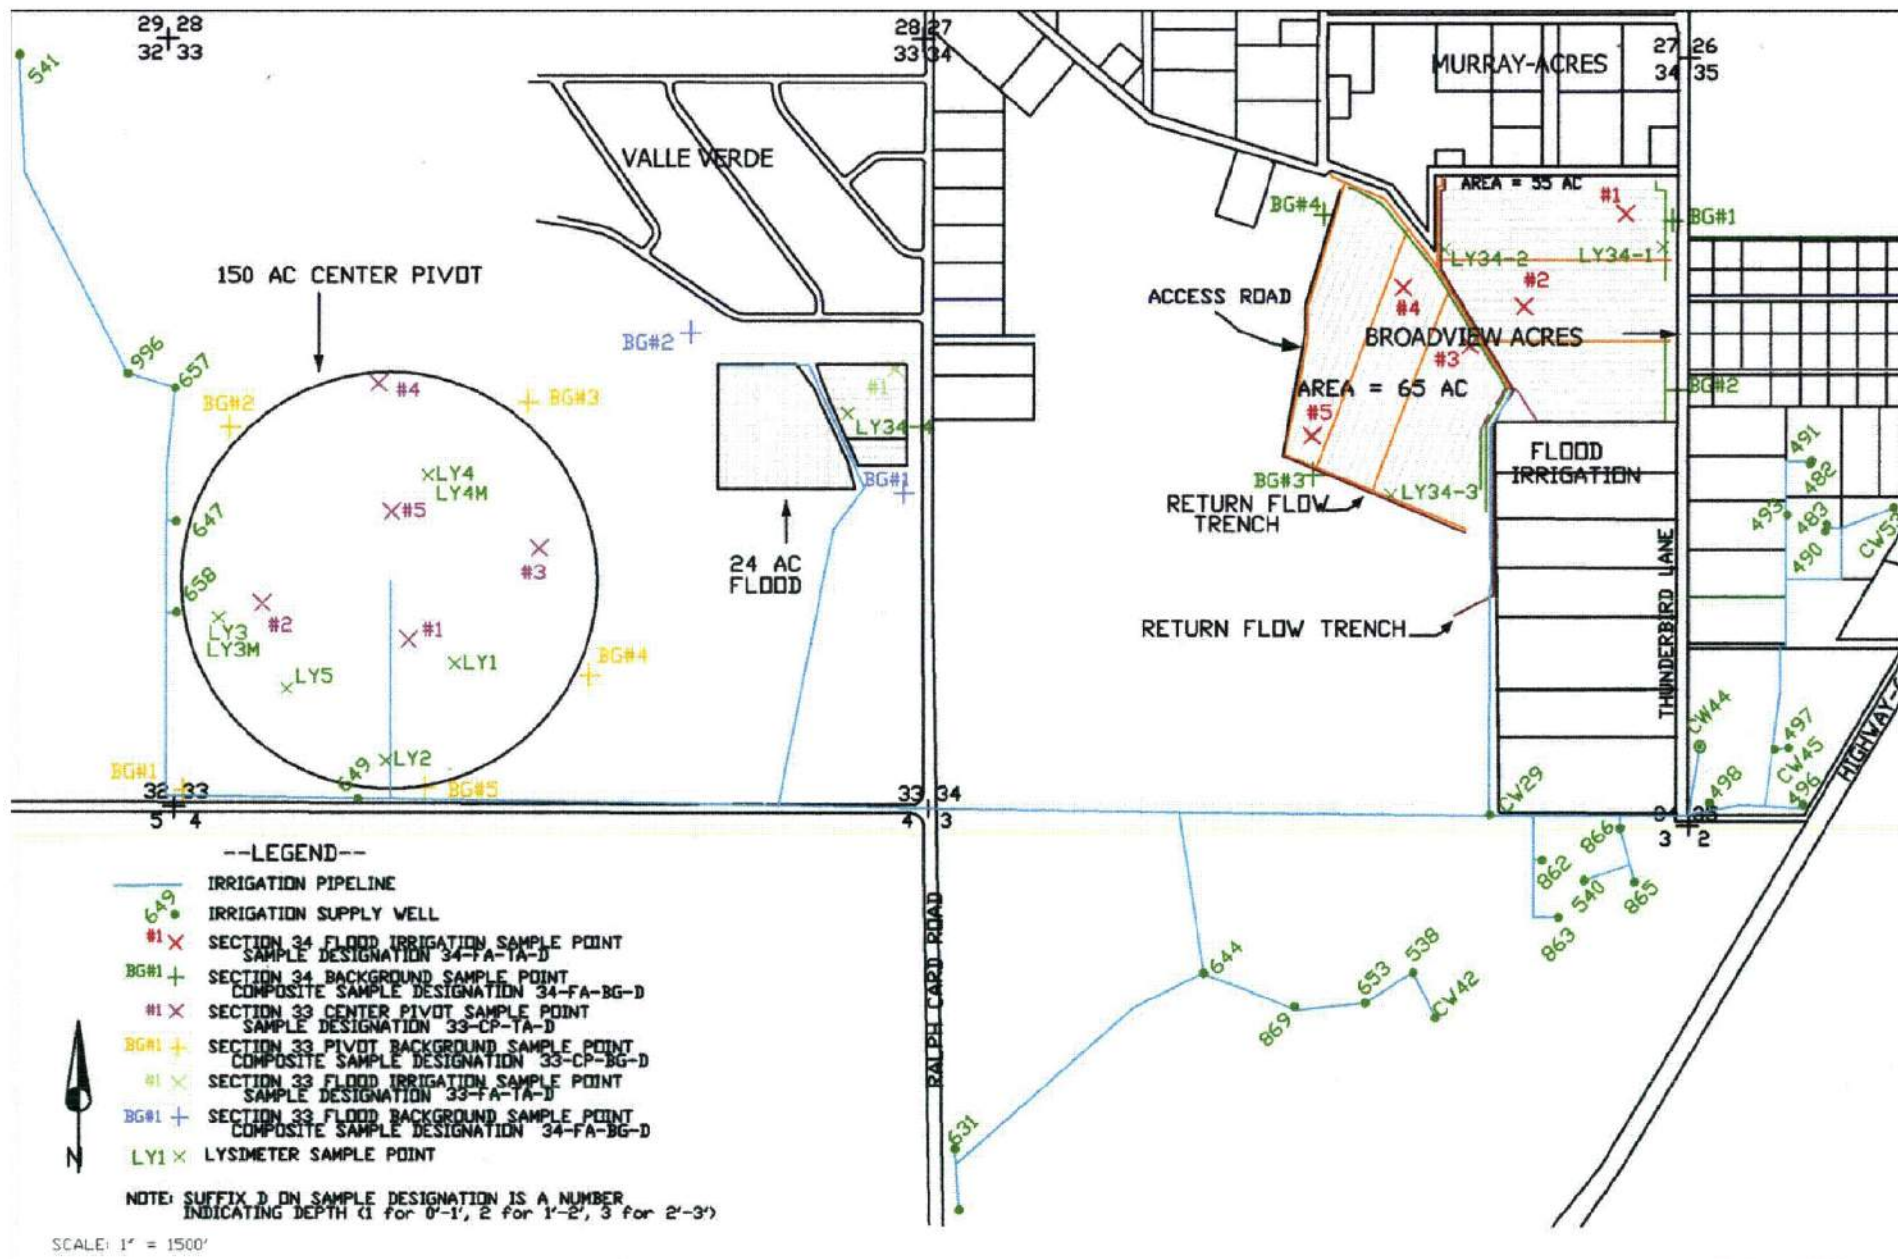 29 28
32 33
28 27
33 34
27 26
34 35
541
MURRAY-ACRES
VALLE VERDE
AREA = 55 AC
#1
BG#4
BG#1
LY34-2
LY34-1
150 AC CENTER PIVOT
#2
ACCESS ROAD
#4
BG#2
BROADVIEW ACRES
#3
996
657
#4
#1
AREA = 65 AC
BG#2
BG#2
BG#3
LY34-4
#5
FLOOD
IRRIGATION
491
482
LY4
LY4M
BG#1
BG#3
LY34-3
#5
RETURN FLOW
TRENCH
493
483
490
CW53
647
#3
24 AC
FLOOD
THUNDERBIRD LANE
658
#2
LY3
LY3M
#1
RETURN FLOW TRENCH
BG#4
LY1
LY5
CW44
497
CW45
HIGHWAY-
LY2
649
BG#1
BG#5
498
496
CW29
32 33
5 4
33 34
4 3
3 2
866
862
540
865
863
--LEGEND--
IRRIGATION PIPELINE
649
IRRIGATION SUPPLY WELL
#1
SECTION 34 FLOOD IRRIGATION SAMPLE POINT
SAMPLE DESIGNATION 34-FA-TA-D
BG#1
SECTION 34 BACKGROUND SAMPLE POINT
COMPOSITE SAMPLE DESIGNATION 34-FA-BG-D
#1
SECTION 33 CENTER PIVOT SAMPLE POINT
SAMPLE DESIGNATION 33-CP-TA-D
BG#1
SECTION 33 PIVOT BACKGROUND SAMPLE POINT
COMPOSITE SAMPLE DESIGNATION 33-CP-BG-D
#1
SECTION 33 FLOOD IRRIGATION SAMPLE POINT
SAMPLE DESIGNATION 33-FA-TA-D
BG#1
SECTION 33 FLOOD BACKGROUND SAMPLE POINT
COMPOSITE SAMPLE DESIGNATION 34-FA-BG-D
LY1
LYSIMETER SAMPLE POINT
N
NOTE: SUFFIX D ON SAMPLE DESIGNATION IS A NUMBER
INDICATING DEPTH (1 for 0'-1', 2 for 1'-2', 3 for 2'-3')
SCALE: 1" = 1500'
RALPH CARD ROAD
644
869
653
538
CW42
631